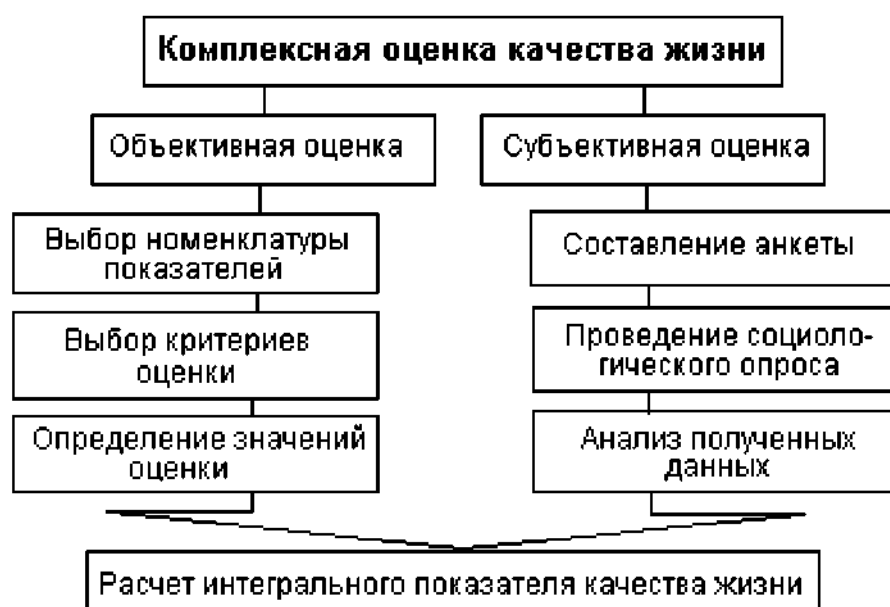 Комплексная оценка качества жизни
Объективная оценка
Субъективная оценка
Выбор номенклатуры
показателей
Составление анкеты
Выбор критериев
оценки
Проведение социоло-
гического опроса
Определение значений
оценки
Анализ полученных
данных
Расчет интегрального показателя качества жизни